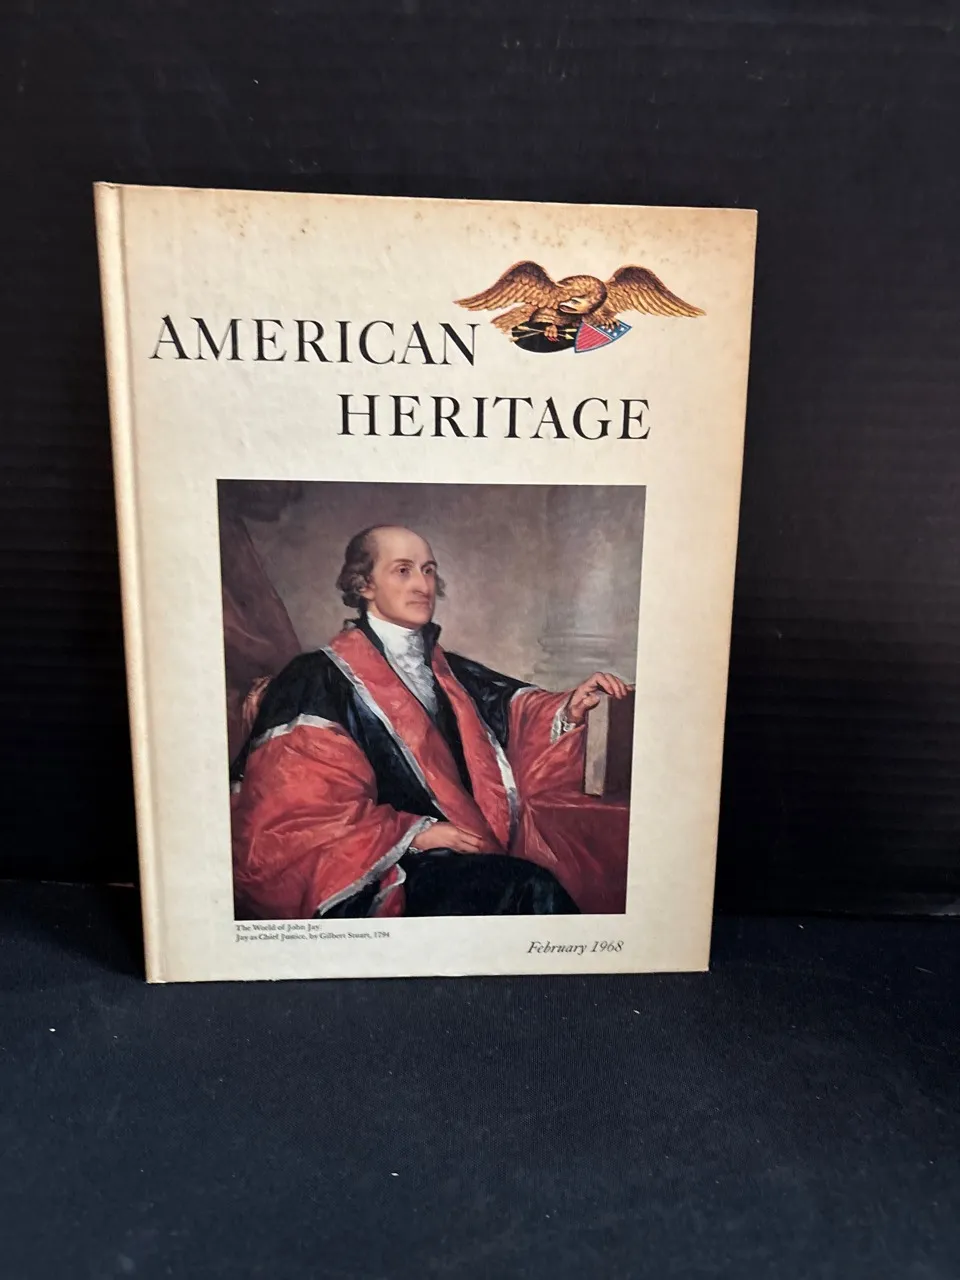 AMERICAN
HERITAGE
The World of John Jay:
Jay as Chief Justice, by Gilbert Stuart, 1794
February 1968